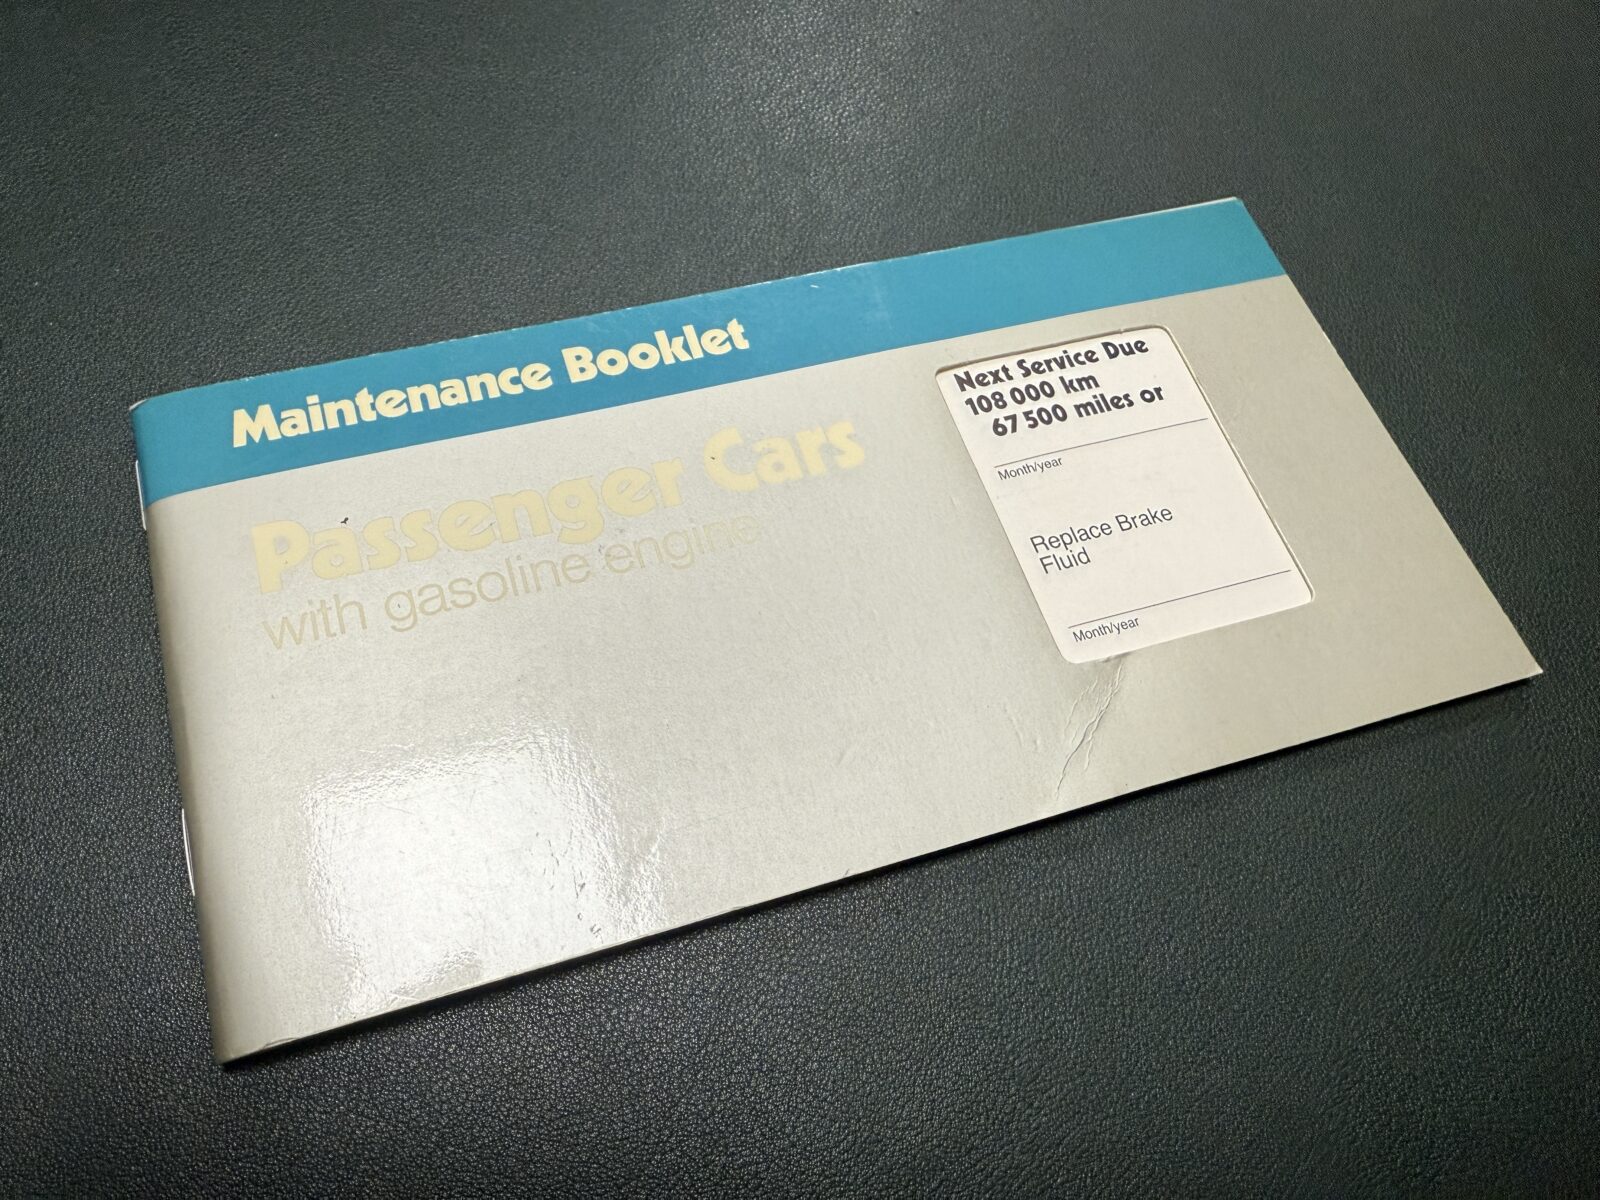 Maintenance Booklet
Passenger Cars
with gasoline engine
Next Service Due
108 000 km
67 500 miles or
Month/year
Replace Brake
Fluid
Month/year